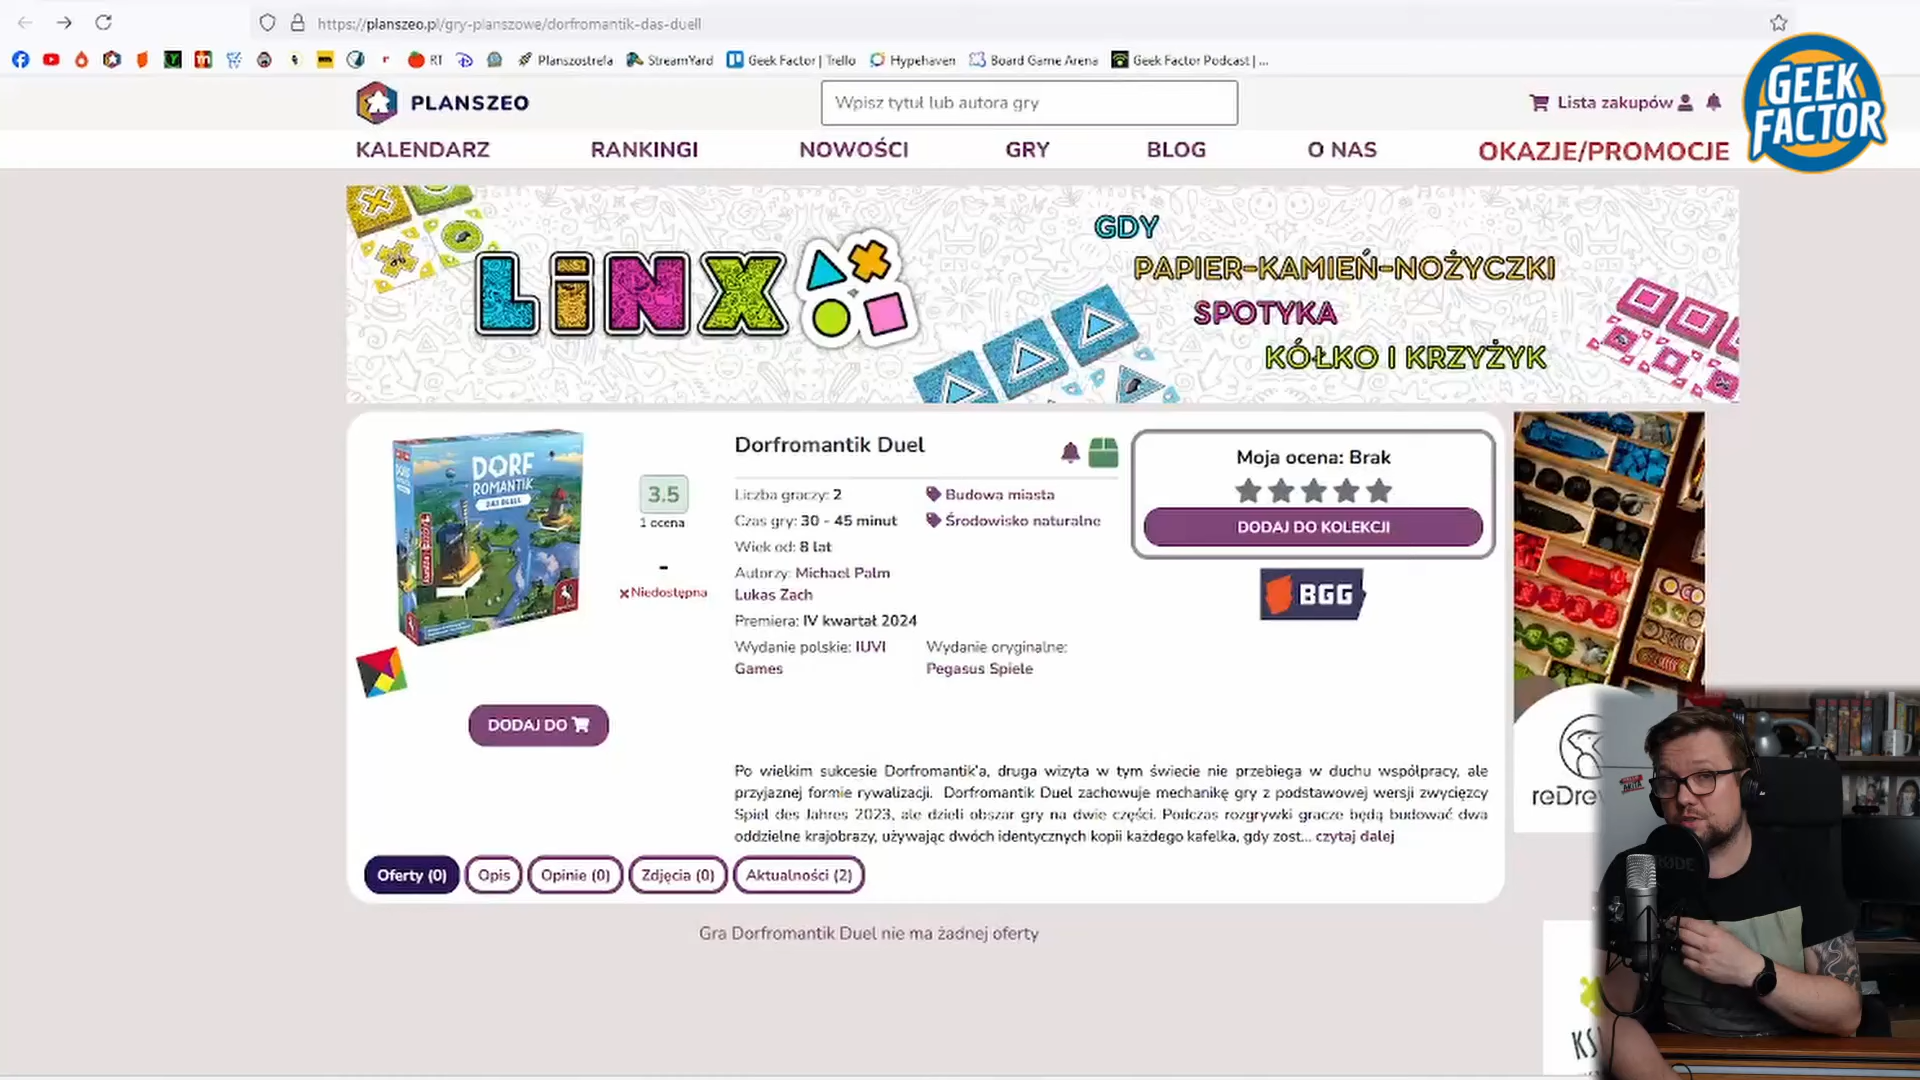 https://planszeo.pl/gry-planszowe/dorfromantik-das-duell
RT
Planszostrefa
StreamYard
Geek Factor | Trello
Hypehaven
Board Game Arena
Geek Factor Podcast | ...
PLANSZEO
Wpisz tytuł lub autora gry
Lista zakupów
GEEK
FACTOR
KALENDARZ
RANKINGI
NOWOŚCI
GRY
BLOG
O NAS
OKAZJE/PROMOCJE
LiNX
GDY
PAPIER-KAMIEŃ-NOŻYCZKI
SPOTYKA
KÓŁKO I KRZYŻYK
DORF
ROMANTIK
DAS DUELL
3.5
1 ocena
-
Niedostępna
DODAJ DO
Dorfromantik Duel
Liczba graczy: 2
Czas gry: 30 - 45 minut
Wiek od: 8 lat
Autorzy: Michael Palm
Lukas Zach
Premiera: IV kwartał 2024
Wydanie polskie: IUVI
Games
Budowa miasta
Środowisko naturalne
Wydanie oryginalne:
Pegasus Spiele
Moja ocena: Brak
DODAJ DO KOLEKCJI
BGG
Po wielkim sukcesie Dorfromantik'a, druga wizyta w tym świecie nie przebiega w duchu współpracy, ale
przyjaznej formie rywalizacji. Dorfromantik Duel zachowuje mechanikę gry z podstawowej wersji zwycięzcy
Spiel des Jahres 2023, ale dzieli obszar gry na dwie części. Podczas rozgrywki gracze będą budować dwa
oddzielne krajobrazy, używając dwóch identycznych kopii każdego kafelka, gdy zost... czytaj dalej
Oferty (0)
Opis
Opinie (0)
Zdjęcia (0)
Aktualności (2)
Gra Dorfromantik Duel nie ma żadnej oferty
reDre
RODE
KS